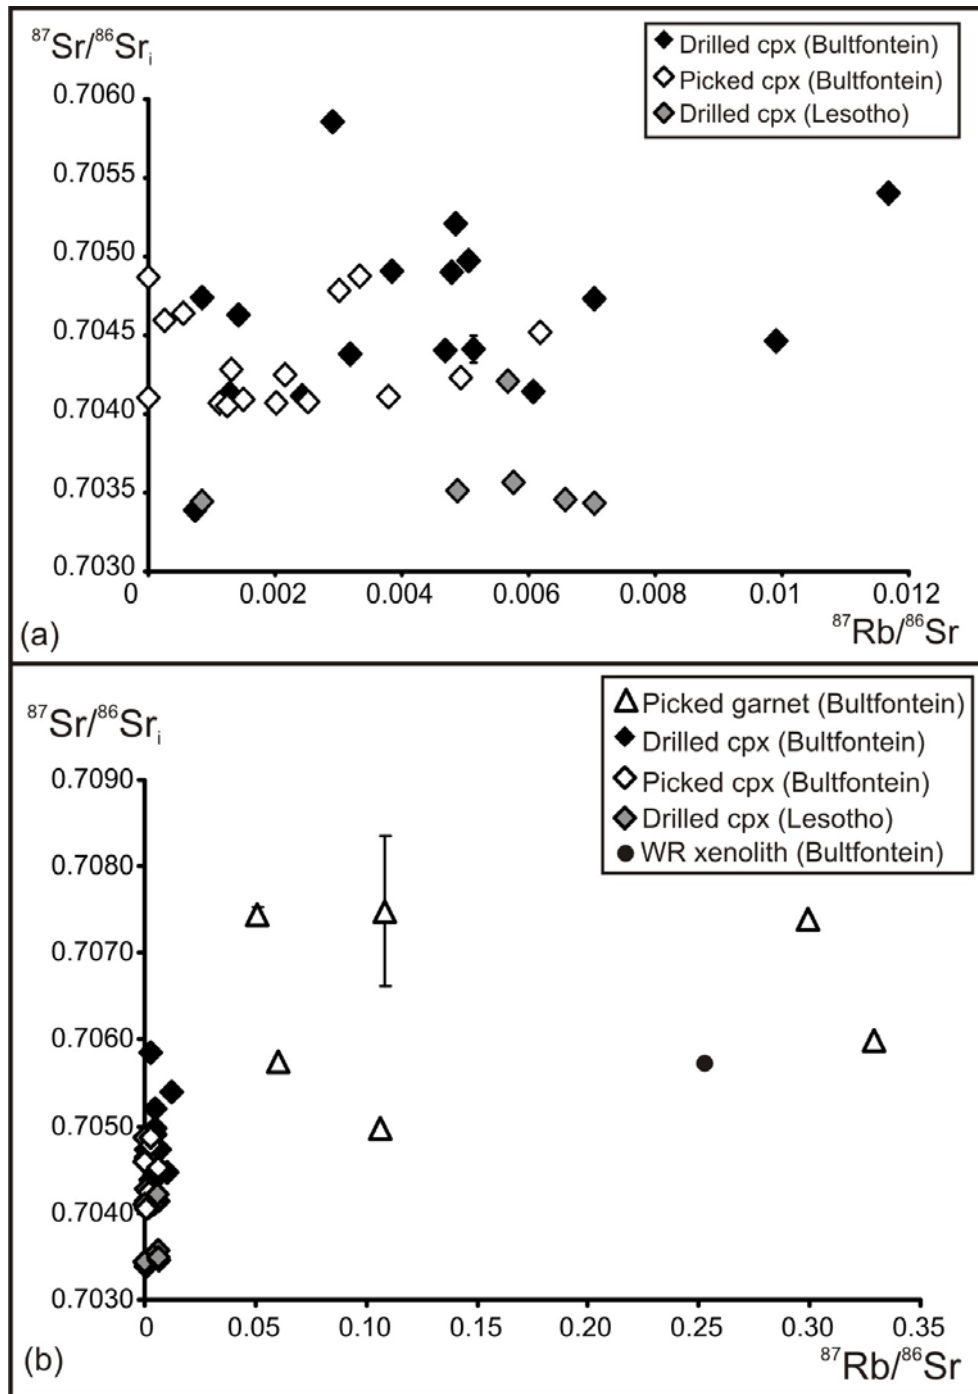 ⁸⁷Sr/⁸⁶Srᵢ
Drilled cpx (Bultfontein)
Picked cpx (Bultfontein)
Drilled cpx (Lesotho)
0.7060
0.7055
0.7050
0.7045
0.7040
0.7035
0.7030
0 0.002 0.004 0.006 0.008 0.01 0.012
⁸⁷Rb/⁸⁶Sr
(a)
⁸⁷Sr/⁸⁶Srᵢ
Picked garnet (Bultfontein)
Drilled cpx (Bultfontein)
Picked cpx (Bultfontein)
Drilled cpx (Lesotho)
WR xenolith (Bultfontein)
0.7090
0.7080
0.7070
0.7060
0.7050
0.7040
0.7030
0 0.05 0.10 0.15 0.20 0.25 0.30 0.35
⁸⁷Rb/⁸⁶Sr
(b)